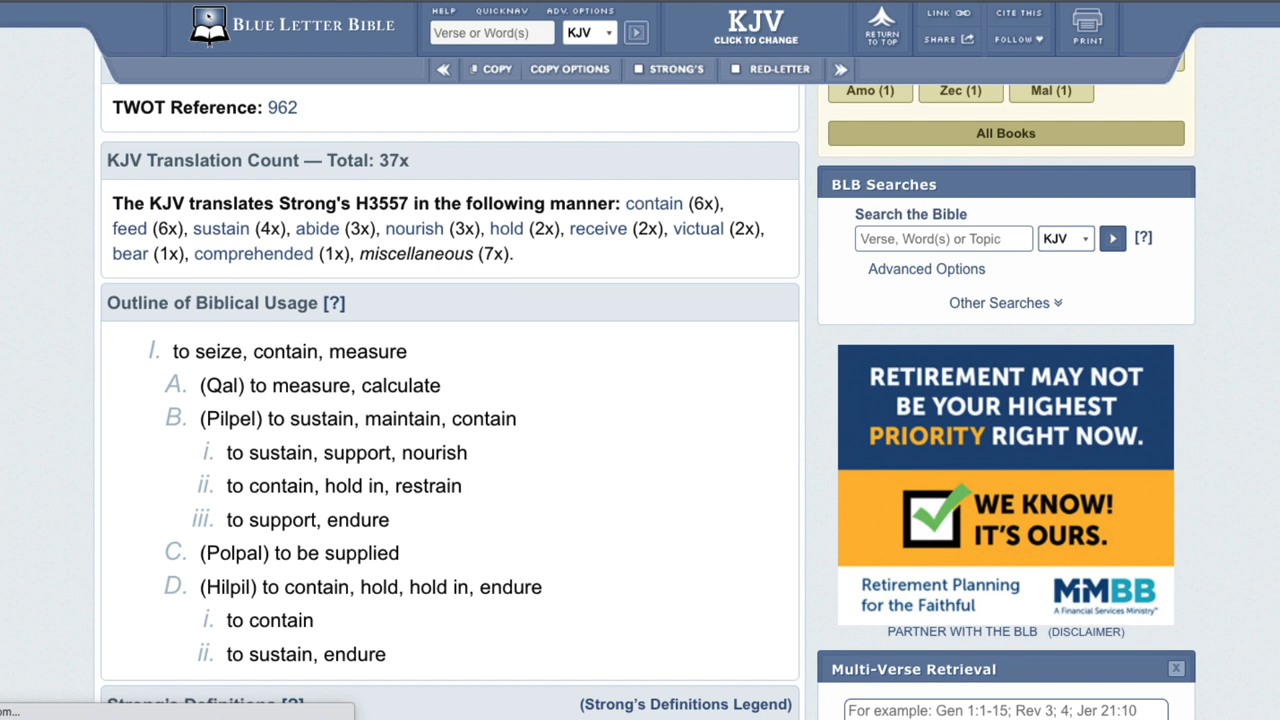 BLUE LETTER BIBLE
HELP QUICKNAV ADV. OPTIONS
Verse or Word(s) KJV
KJV
CLICK TO CHANGE
RETURN
TO TOP
LINK CITE THIS
SHARE FOLLOW
PRINT
COPY COPY OPTIONS STRONG'S RED-LETTER
TWOT Reference: 962
KJV Translation Count — Total: 37x
The KJV translates Strong's H3557 in the following manner: contain (6x),
feed (6x), sustain (4x), abide (3x), nourish (3x), hold (2x), receive (2x), victual (2x),
bear (1x), comprehended (1x), miscellaneous (7x).
Outline of Biblical Usage [?]
I. to seize, contain, measure
A. (Qal) to measure, calculate
B. (Pilpel) to sustain, maintain, contain
i. to sustain, support, nourish
ii. to contain, hold in, restrain
iii. to support, endure
C. (Polpal) to be supplied
D. (Hilpil) to contain, hold, hold in, endure
i. to contain
ii. to sustain, endure
(Strong's Definitions Legend)
om...
Amo (1) Zec (1) Mal (1)
All Books
BLB Searches
Search the Bible
Verse, Word(s) or Topic KJV [?]
Advanced Options
Other Searches
RETIREMENT MAY NOT
BE YOUR HIGHEST
PRIORITY RIGHT NOW.
WE KNOW!
IT'S OURS.
Retirement Planning
for the Faithful
MMBB
A Financial Services Ministry
PARTNER WITH THE BLB (DISCLAIMER)
Multi-Verse Retrieval
For example: Gen 1:1-15; Rev 3; 4; Jer 21:10